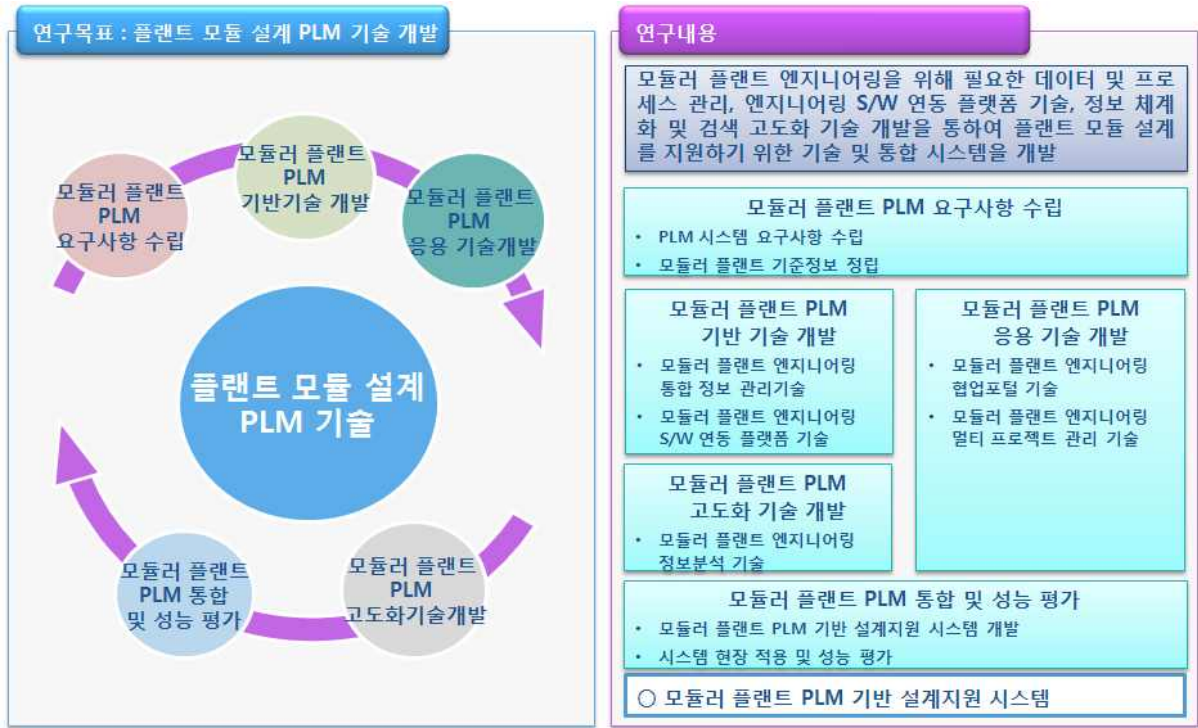 연구목표 : 플랜트 모듈 설계 PLM 기술 개발
모듈러 플랜트
PLM
요구사항 수립
모듈러 플랜트
PLM
기반기술 개발
모듈러 플랜트
PLM
응용 기술개발
플랜트 모듈 설계
PLM 기술
모듈러 플랜트
PLM 통합
및 성능 평가
모듈러 플랜트
PLM
고도화기술개발
연구내용
모듈러 플랜트 엔지니어링을 위해 필요한 데이터 및 프로
세스 관리, 엔지니어링 S/W 연동 플랫폼 기술, 정보 체계
화 및 검색 고도화 기술 개발을 통하여 플랜트 모듈 설계
를 지원하기 위한 기술 및 통합 시스템을 개발
모듈러 플랜트 PLM 요구사항 수립
• PLM 시스템 요구사항 수립
• 모듈러 플랜트 기준정보 정립
모듈러 플랜트 PLM
기반 기술 개발
• 모듈러 플랜트 엔지니어링
통합 정보 관리기술
• 모듈러 플랜트 엔지니어링
S/W 연동 플랫폼 기술
모듈러 플랜트 PLM
응용 기술 개발
• 모듈러 플랜트 엔지니어링
협업포털 기술
• 모듈러 플랜트 엔지니어링
멀티 프로젝트 관리 기술
모듈러 플랜트 PLM
고도화 기술 개발
• 모듈러 플랜트 엔지니어링
정보분석 기술
모듈러 플랜트 PLM 통합 및 성능 평가
• 모듈러 플랜트 PLM 기반 설계지원 시스템 개발
• 시스템 현장 적용 및 성능 평가
○ 모듈러 플랜트 PLM 기반 설계지원 시스템